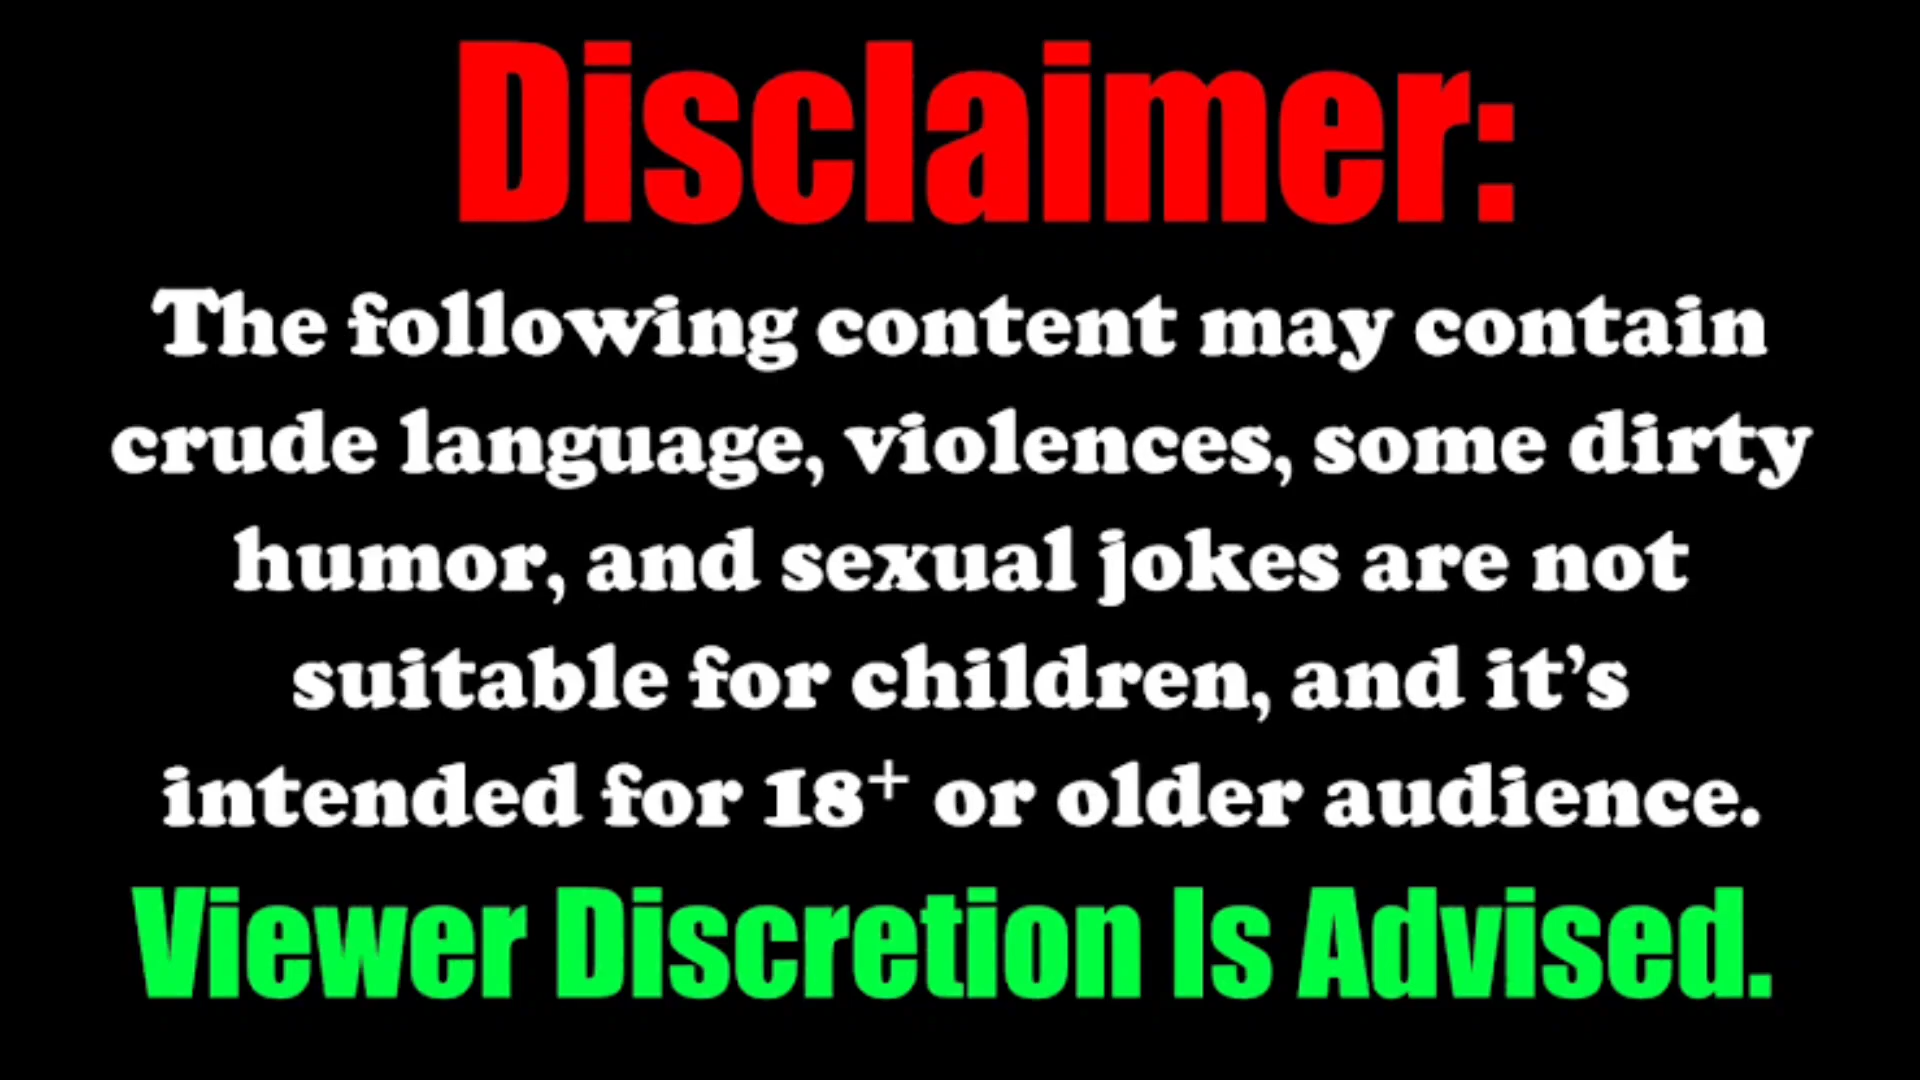 Disclaimer:
The following content may contain
crude language, violences, some dirty
humor, and sexual jokes are not
suitable for children, and it’s
intended for 18+ or older audience.
Viewer Discretion Is Advised.